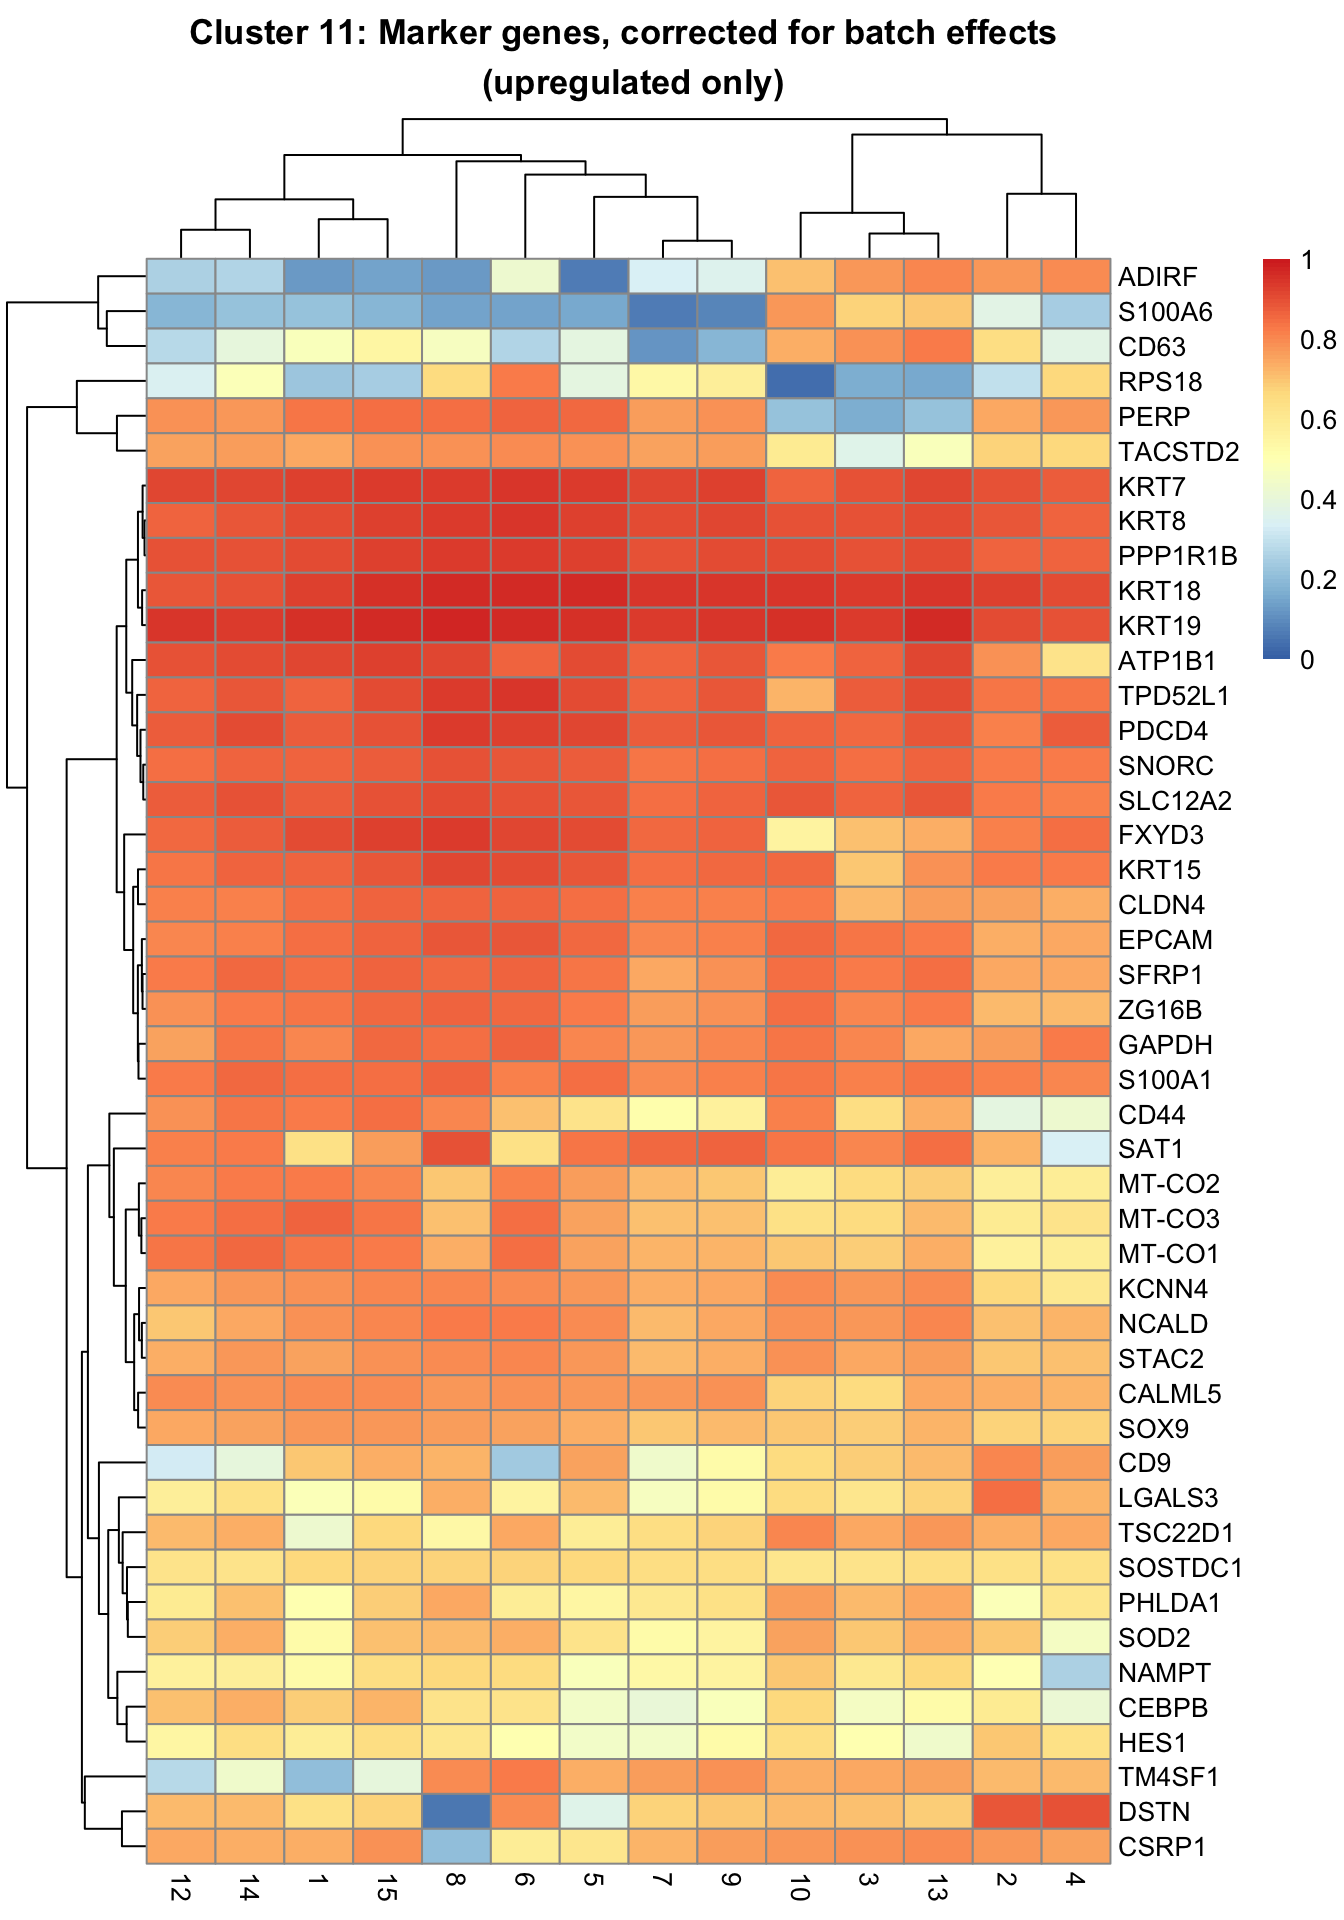 Cluster 11: Marker genes, corrected for batch effects
(upregulated only)
ADIRF
S100A6
CD63
RPS18
PERP
TACSTD2
KRT7
KRT8
PPP1R1B
KRT18
KRT19
ATP1B1
TPD52L1
PDCD4
SNORC
SLC12A2
FXYD3
KRT15
CLDN4
EPCAM
SFRP1
ZG16B
GAPDH
S100A1
CD44
SAT1
MT-CO2
MT-CO3
MT-CO1
KCNN4
NCALD
STAC2
CALML5
SOX9
CD9
LGALS3
TSC22D1
SOSTDC1
PHLDA1
SOD2
NAMPT
CEBPB
HES1
TM4SF1
DSTN
CSRP1
1
0.8
0.6
0.4
0.2
0
12 14 1 15 8 6 5 7 9 10 3 13 2 4